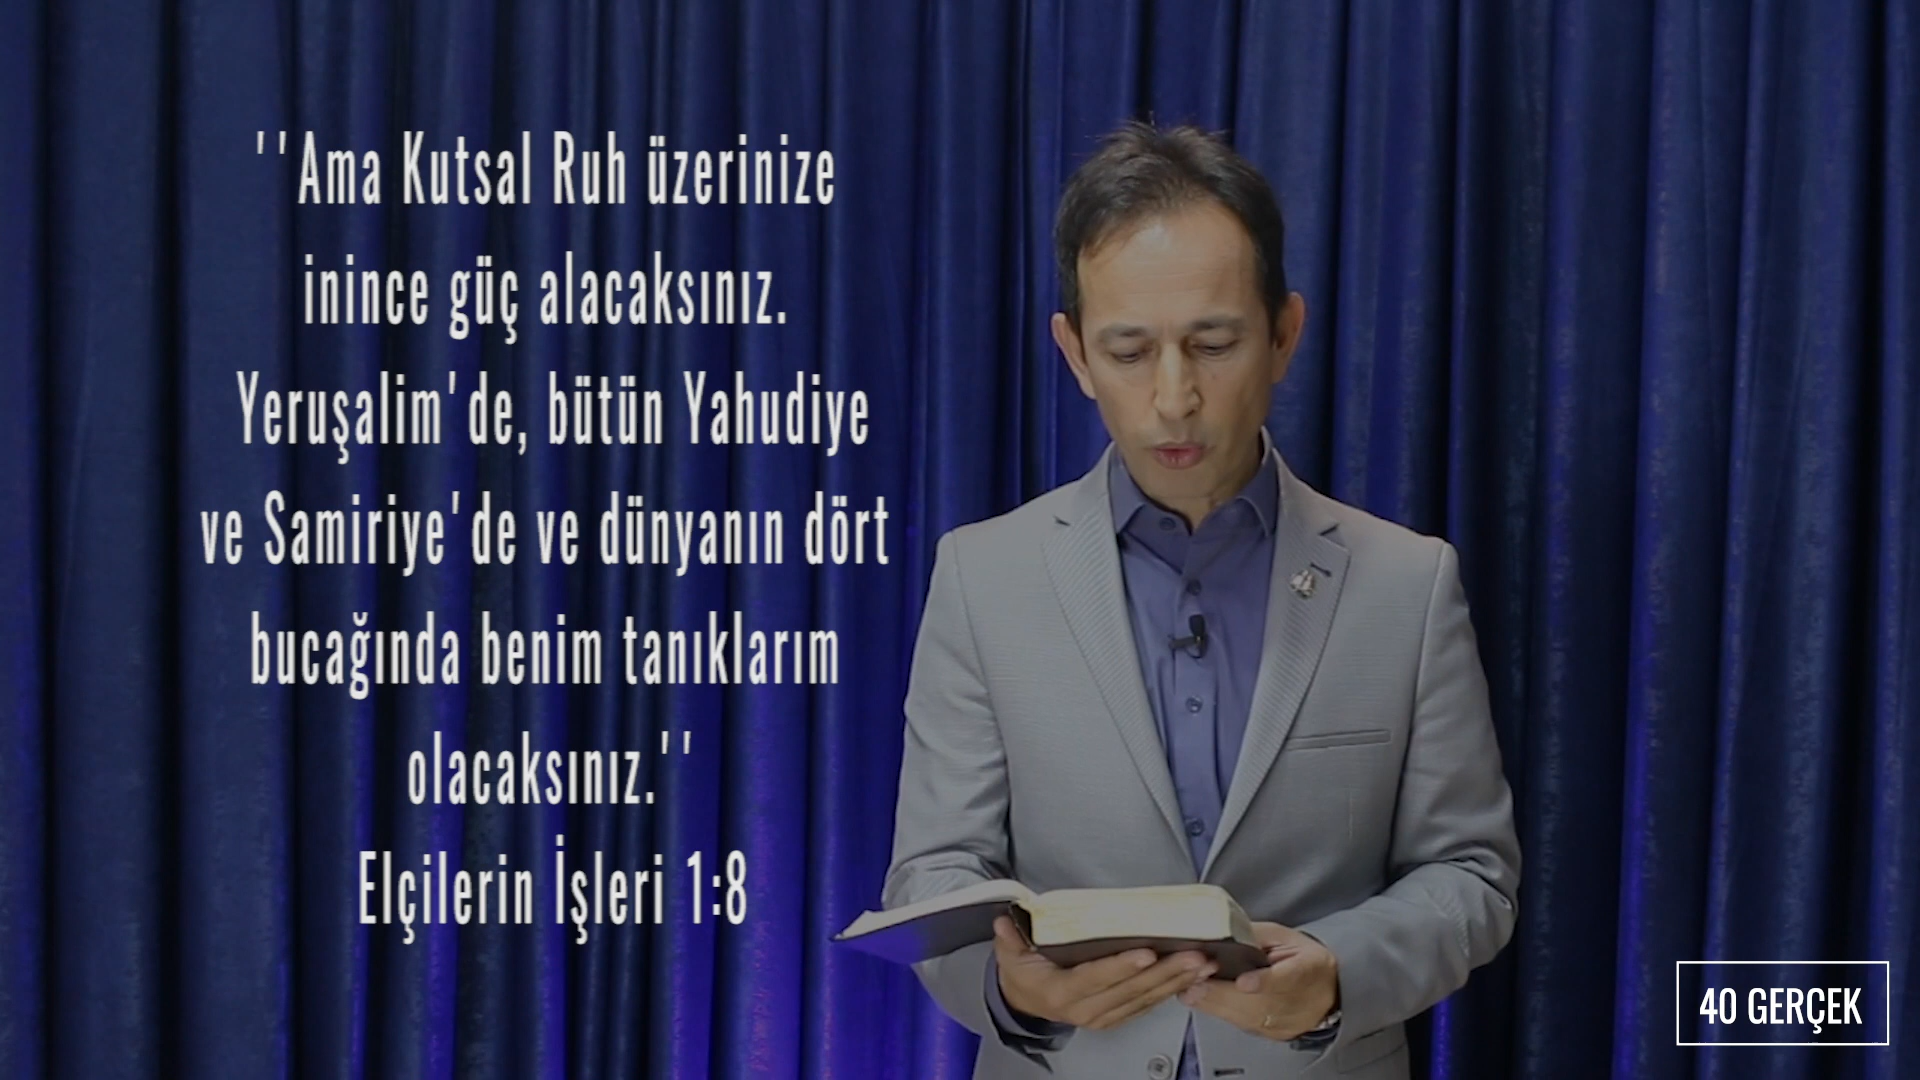 ''Ama Kutsal Ruh üzerinize
inince güç alacaksınız.
Yeruşalim'de, bütün Yahudiye
ve Samiriye'de ve dünyanın dört
bucağında benim tanıklarım
olacaksınız.''
Elçilerin İşleri 1:8
40 GERÇEK